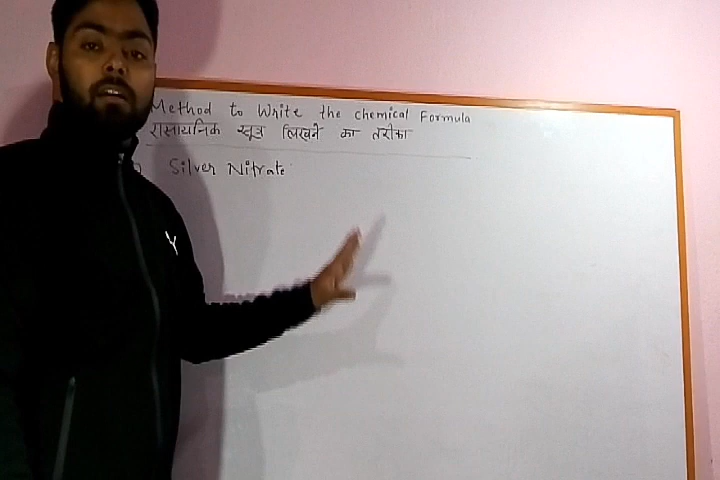 Method to Write the chemical Formula
रासायनिक सूत्र लिखने का तरीका
Silver Nitrate